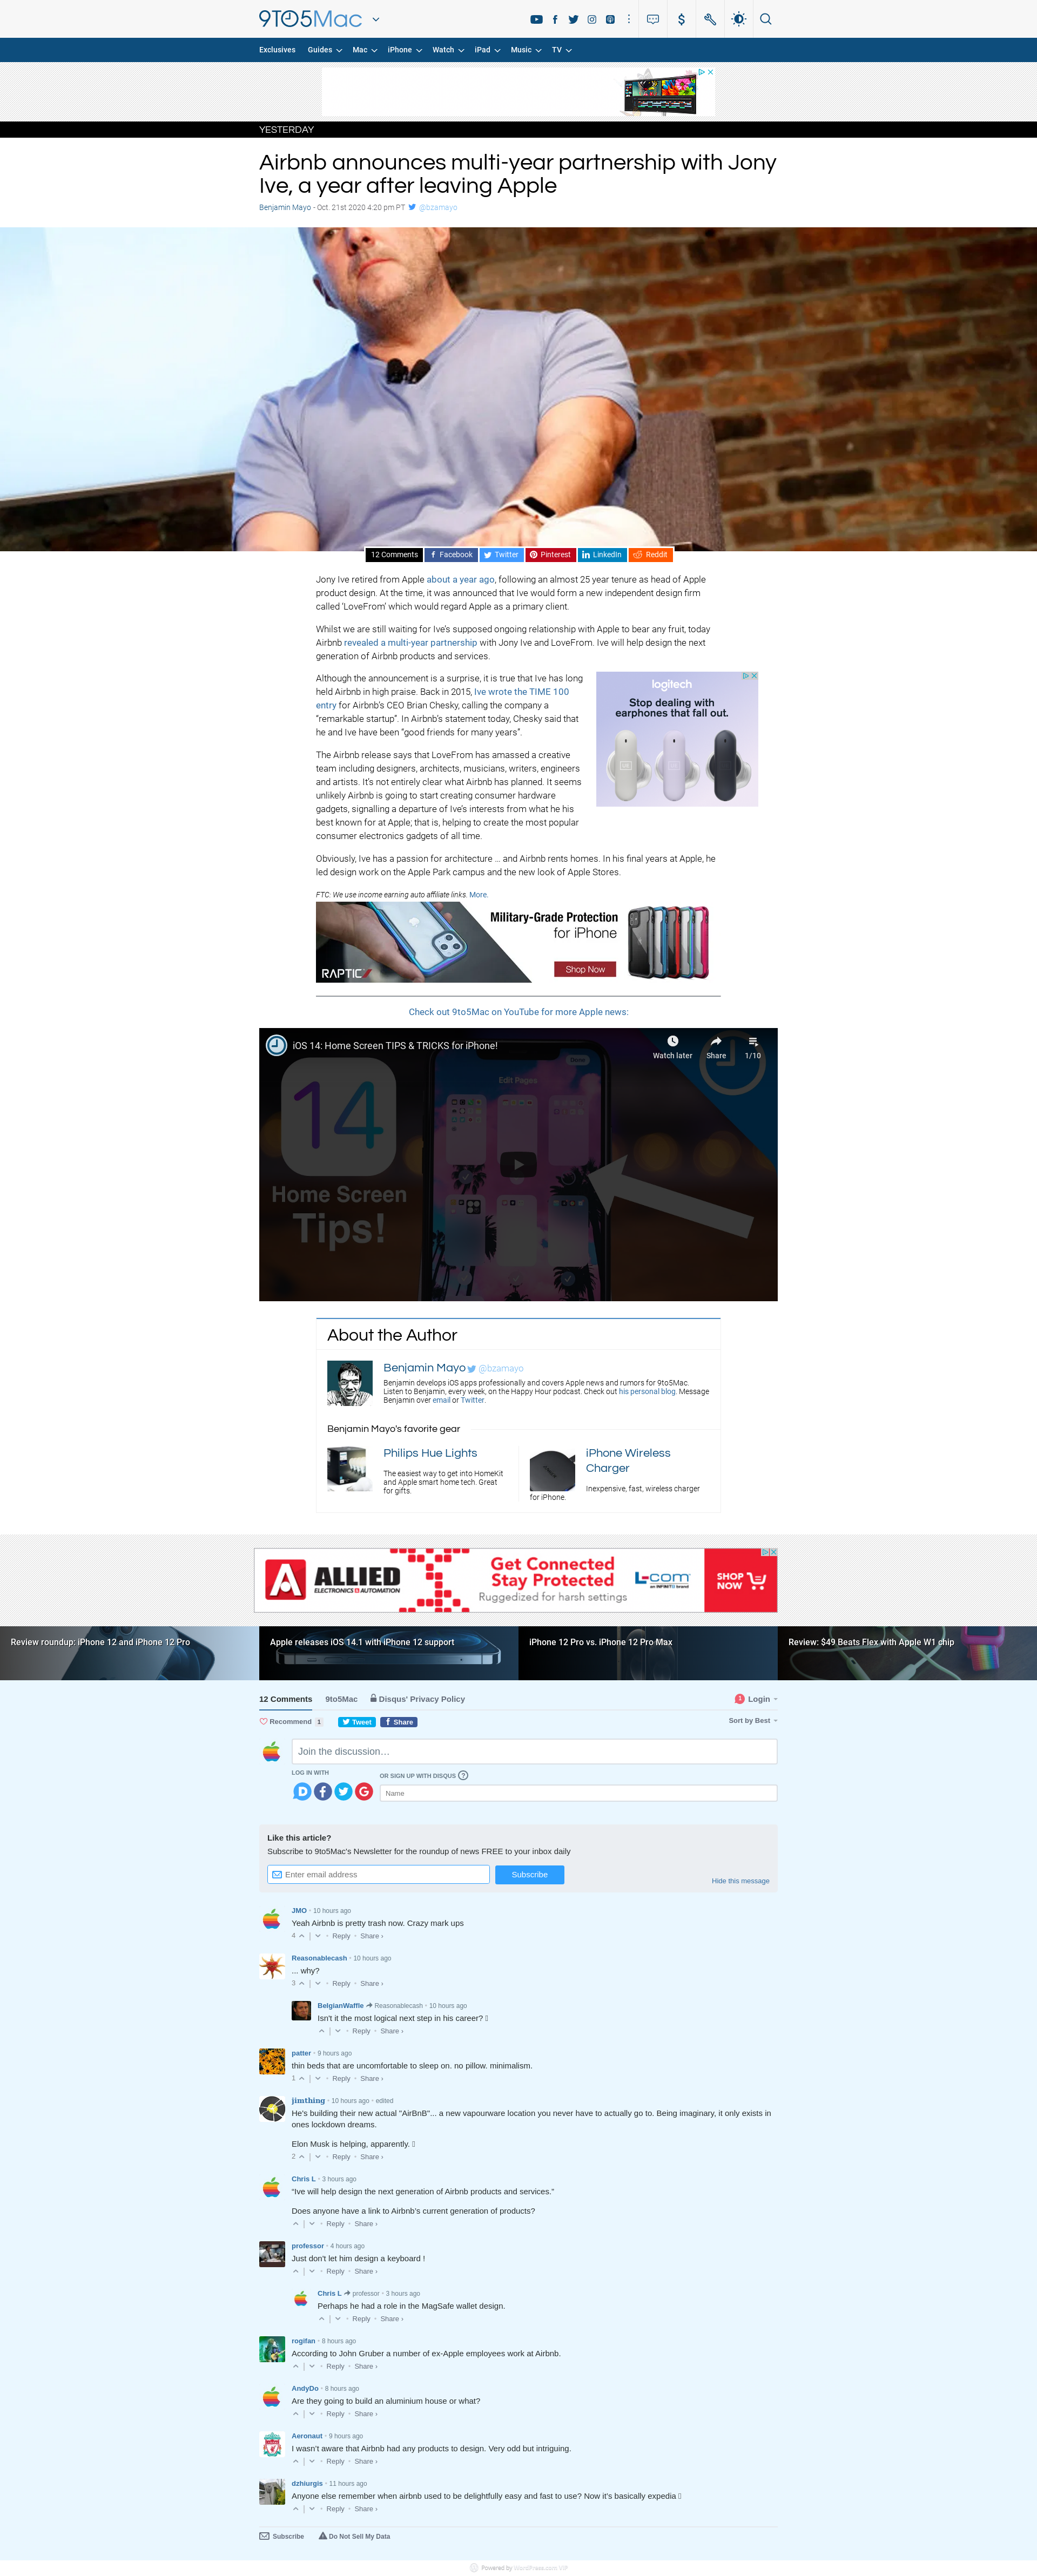 9TO5Mac
Exclusives Guides Mac iPhone Watch iPad Music TV
YESTERDAY
Airbnb announces multi-year partnership with Jony
Ive, a year after leaving Apple
Benjamin Mayo - Oct. 21st 2020 4:20 pm PT @bzamayo
12 Comments Facebook Twitter Pinterest LinkedIn Reddit
Jony Ive retired from Apple about a year ago, following an almost 25 year tenure as head of Apple
product design. At the time, it was announced that Ive would form a new independent design firm
called ‘LoveFrom’ which would regard Apple as a primary client.
Whilst we are still waiting for Ive’s supposed ongoing relationship with Apple to bear any fruit, today
Airbnb revealed a multi-year partnership with Jony Ive and LoveFrom. Ive will help design the next
generation of Airbnb products and services.
Although the announcement is a surprise, it is true that Ive has long
held Airbnb in high praise. Back in 2015, Ive wrote the TIME 100
entry for Airbnb’s CEO Brian Chesky, calling the company a
“remarkable startup”. In Airbnb’s statement today, Chesky said that
he and Ive have been “good friends for many years”.
logitech
Stop dealing with
earphones that fall out.
The Airbnb release says that LoveFrom has amassed a creative
team including designers, architects, musicians, writers, engineers
and artists. It’s not entirely clear what Airbnb has planned. It seems
unlikely Airbnb is going to start creating consumer hardware
gadgets, signalling a departure of Ive’s interests from what he his
best known for at Apple; that is, helping to create the most popular
consumer electronics gadgets of all time.
Obviously, Ive has a passion for architecture … and Airbnb rents homes. In his final years at Apple, he
led design work on the Apple Park campus and the new look of Apple Stores.
FTC: We use income earning auto affiliate links. More.
Military-Grade Protection
for iPhone
RAPTIC
Shop Now
Check out 9to5Mac on YouTube for more Apple news:
iOS 14: Home Screen TIPS & TRICKS for iPhone!
Watch later Share 1/10
Edit Pages
14
Home Screen
Tips!
About the Author
Benjamin Mayo @bzamayo
Benjamin develops iOS apps professionally and covers Apple news and rumors for 9to5Mac.
Listen to Benjamin, every week, on the Happy Hour podcast. Check out his personal blog. Message
Benjamin over email or Twitter.
Benjamin Mayo's favorite gear
Philips Hue Lights
The easiest way to get into HomeKit
and Apple smart home tech. Great
for gifts.
iPhone Wireless
Charger
Inexpensive, fast, wireless charger
for iPhone.
ALLIED
ELECTRONICS & AUTOMATION
Get Connected
Stay Protected
Ruggedized for harsh settings
L-com
an INFINITE brand
SHOP
NOW
Review roundup: iPhone 12 and iPhone 12 Pro
Apple releases iOS 14.1 with iPhone 12 support
iPhone 12 Pro vs. iPhone 12 Pro Max
Review: $49 Beats Flex with Apple W1 chip
12 Comments 9to5Mac Disqus' Privacy Policy 1 Login
Recommend 1 Tweet Share Sort by Best
Join the discussion…
LOG IN WITH
OR SIGN UP WITH DISQUS ?
Name
Like this article?
Subscribe to 9to5Mac's Newsletter for the roundup of news FREE to your inbox daily
Enter email address Subscribe
Hide this message
JMO • 10 hours ago
Yeah Airbnb is pretty trash now. Crazy mark ups
4 • Reply • Share ›
Reasonablecash • 10 hours ago
... why?
3 • Reply • Share ›
BelgianWaffle Reasonablecash • 10 hours ago
Isn't it the most logical next step in his career?
• Reply • Share ›
patter • 9 hours ago
thin beds that are uncomfortable to sleep on. no pillow. minimalism.
1 • Reply • Share ›
jimthing • 10 hours ago • edited
He's building their new actual "AirBnB"... a new vapourware location you never have to actually go to. Being imaginary, it only exists in
ones lockdown dreams.
Elon Musk is helping, apparently.
2 • Reply • Share ›
Chris L • 3 hours ago
“Ive will help design the next generation of Airbnb products and services.”
Does anyone have a link to Airbnb’s current generation of products?
• Reply • Share ›
professor • 4 hours ago
Just don't let him design a keyboard !
• Reply • Share ›
Chris L professor • 3 hours ago
Perhaps he had a role in the MagSafe wallet design.
• Reply • Share ›
rogifan • 8 hours ago
According to John Gruber a number of ex-Apple employees work at Airbnb.
• Reply • Share ›
AndyDo • 8 hours ago
Are they going to build an aluminium house or what?
• Reply • Share ›
Aeronaut • 9 hours ago
I wasn’t aware that Airbnb had any products to design. Very odd but intriguing.
• Reply • Share ›
dzhiurgis • 11 hours ago
Anyone else remember when airbnb used to be delightfully easy and fast to use? Now it's basically expedia
• Reply • Share ›
Subscribe Do Not Sell My Data
Powered by WordPress.com VIP